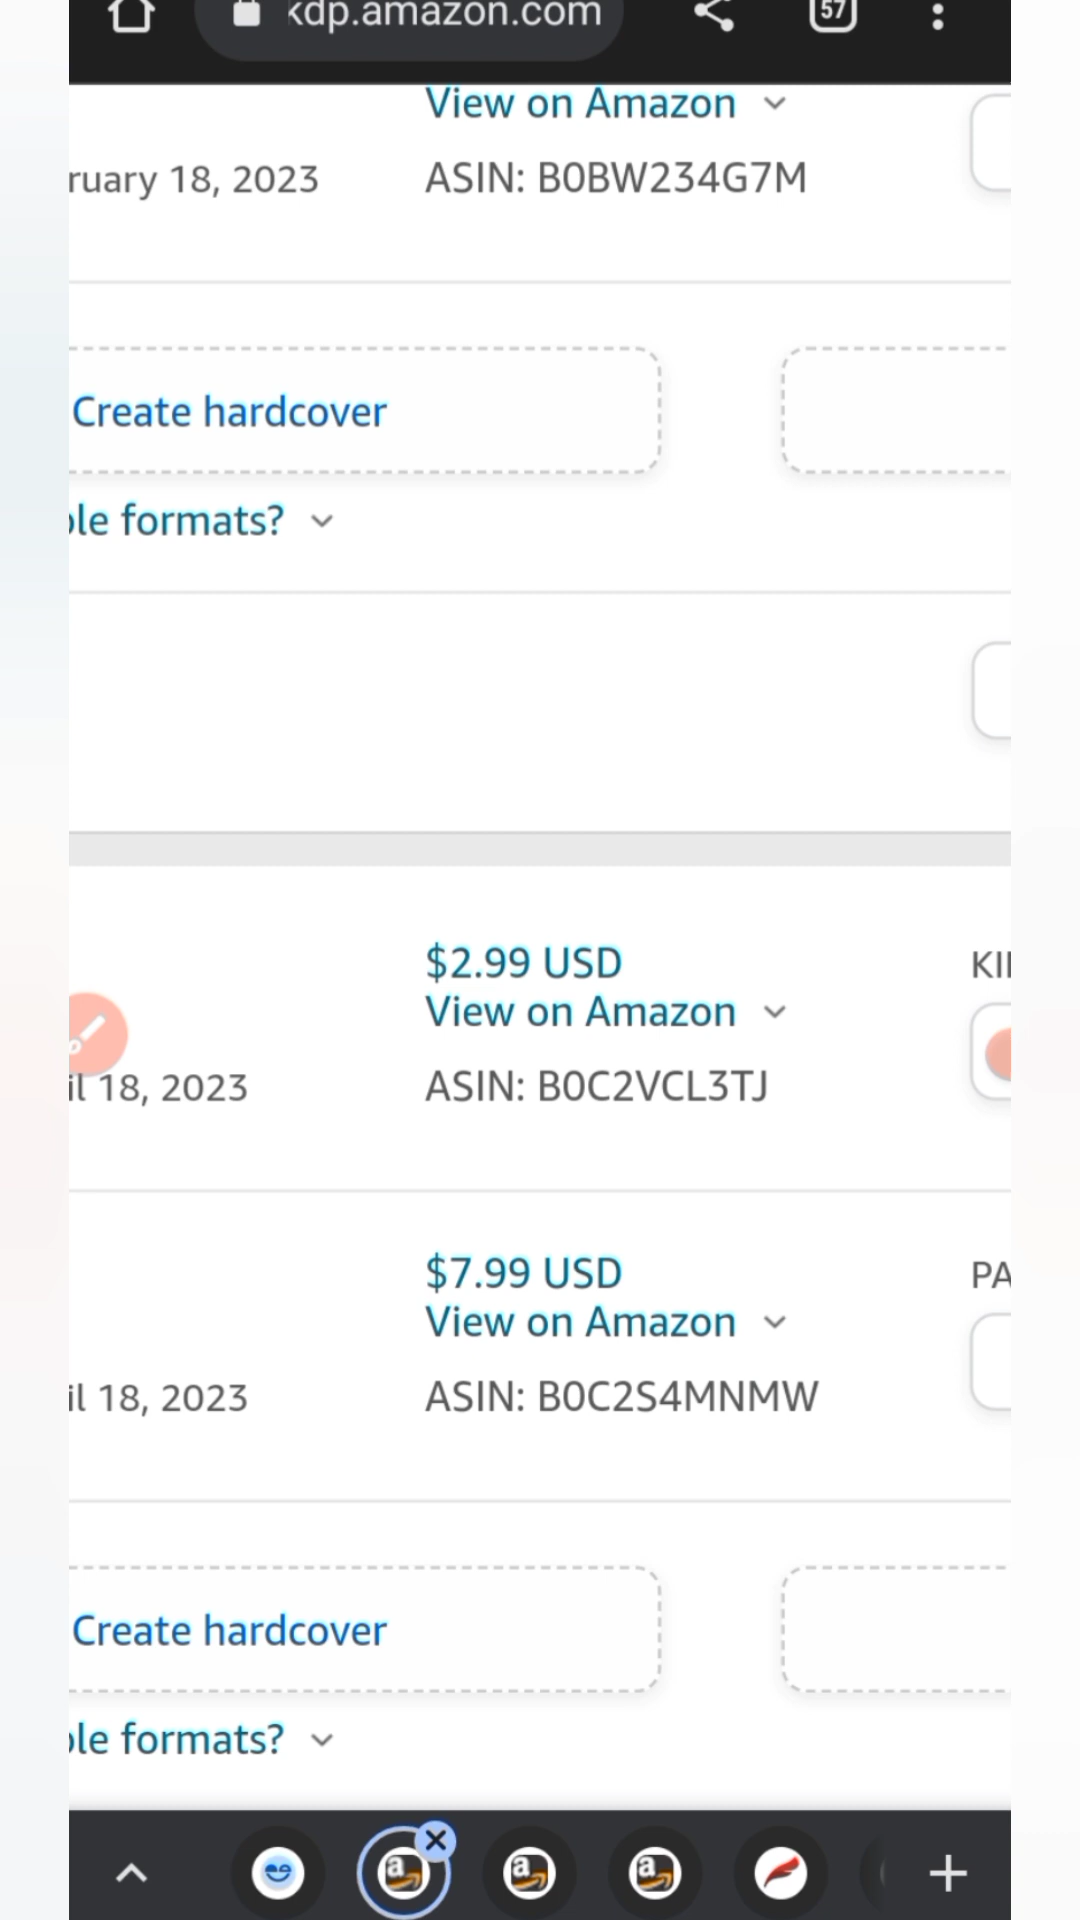 kdp.amazon.com
57
View on Amazon
ruary 18, 2023 ASIN: B0BW234G7M
Create hardcover
le formats?
$2.99 USD KI
View on Amazon
il 18, 2023 ASIN: B0C2VCL3TJ
$7.99 USD PA
View on Amazon
il 18, 2023 ASIN: B0C2S4MNMW
Create hardcover
le formats?